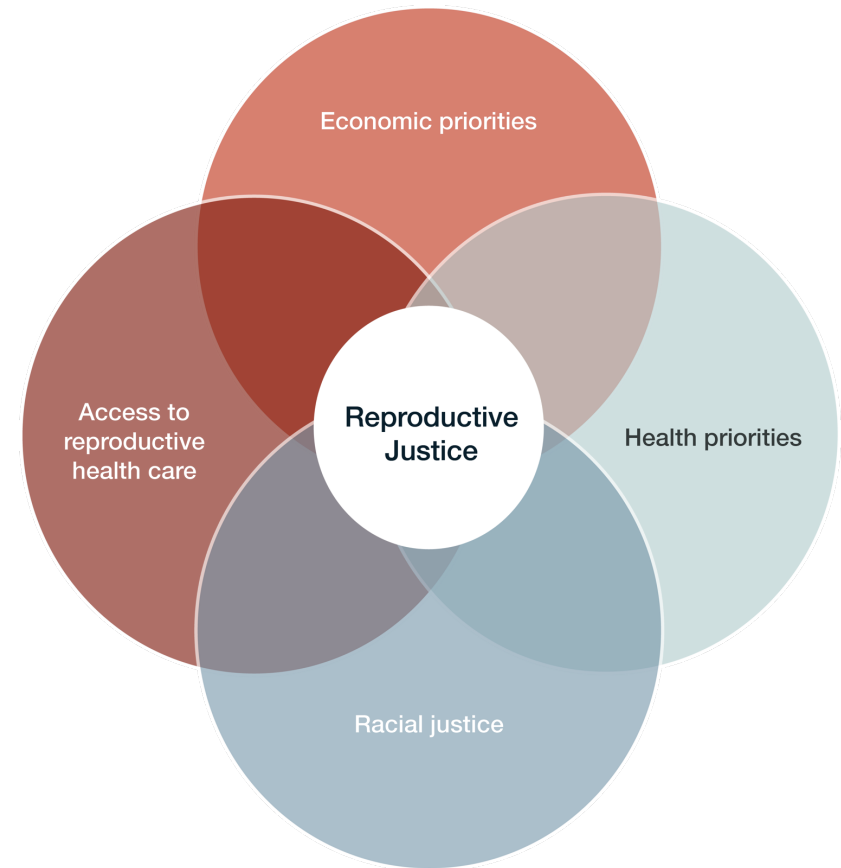 Economic priorities
Access to
reproductive
health care
Reproductive
Justice
Health priorities
Racial justice